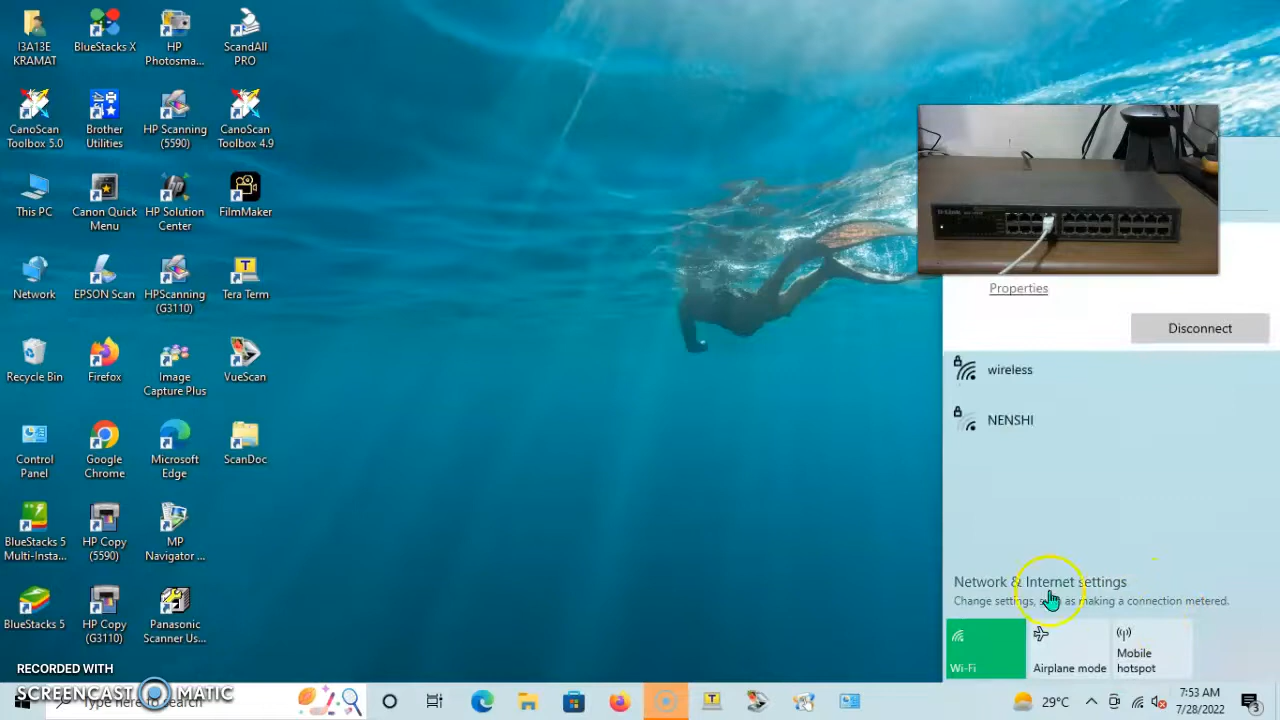 I3A13E
KRAMAT
BlueStacks X
HP
Photosma...
ScandAll
PRO
CanoScan
Toolbox 5.0
Brother
Utilities
HP Scanning
(5590)
CanoScan
Toolbox 4.9
This PC
Canon Quick
Menu
HP Solution
Center
FilmMaker
Network
EPSON Scan
HPScanning
(G3110)
Tera Term
Recycle Bin
Firefox
Image
Capture Plus
VueScan
Control
Panel
Google
Chrome
Microsoft
Edge
ScanDoc
BlueStacks 5
Multi-Insta...
HP Copy
(5590)
MP
Navigator ...
BlueStacks 5
HP Copy
(G3110)
Panasonic
Scanner Us...
D-Link
Properties
Disconnect
wireless
NENSHI
Network & Internet settings
Change settings, such as making a connection metered.
Wi-Fi
Airplane mode
Mobile
hotspot
RECORDED WITH
SCREENCAST MATIC
Type here to search
29°C
7:53 AM
7/28/2022
3